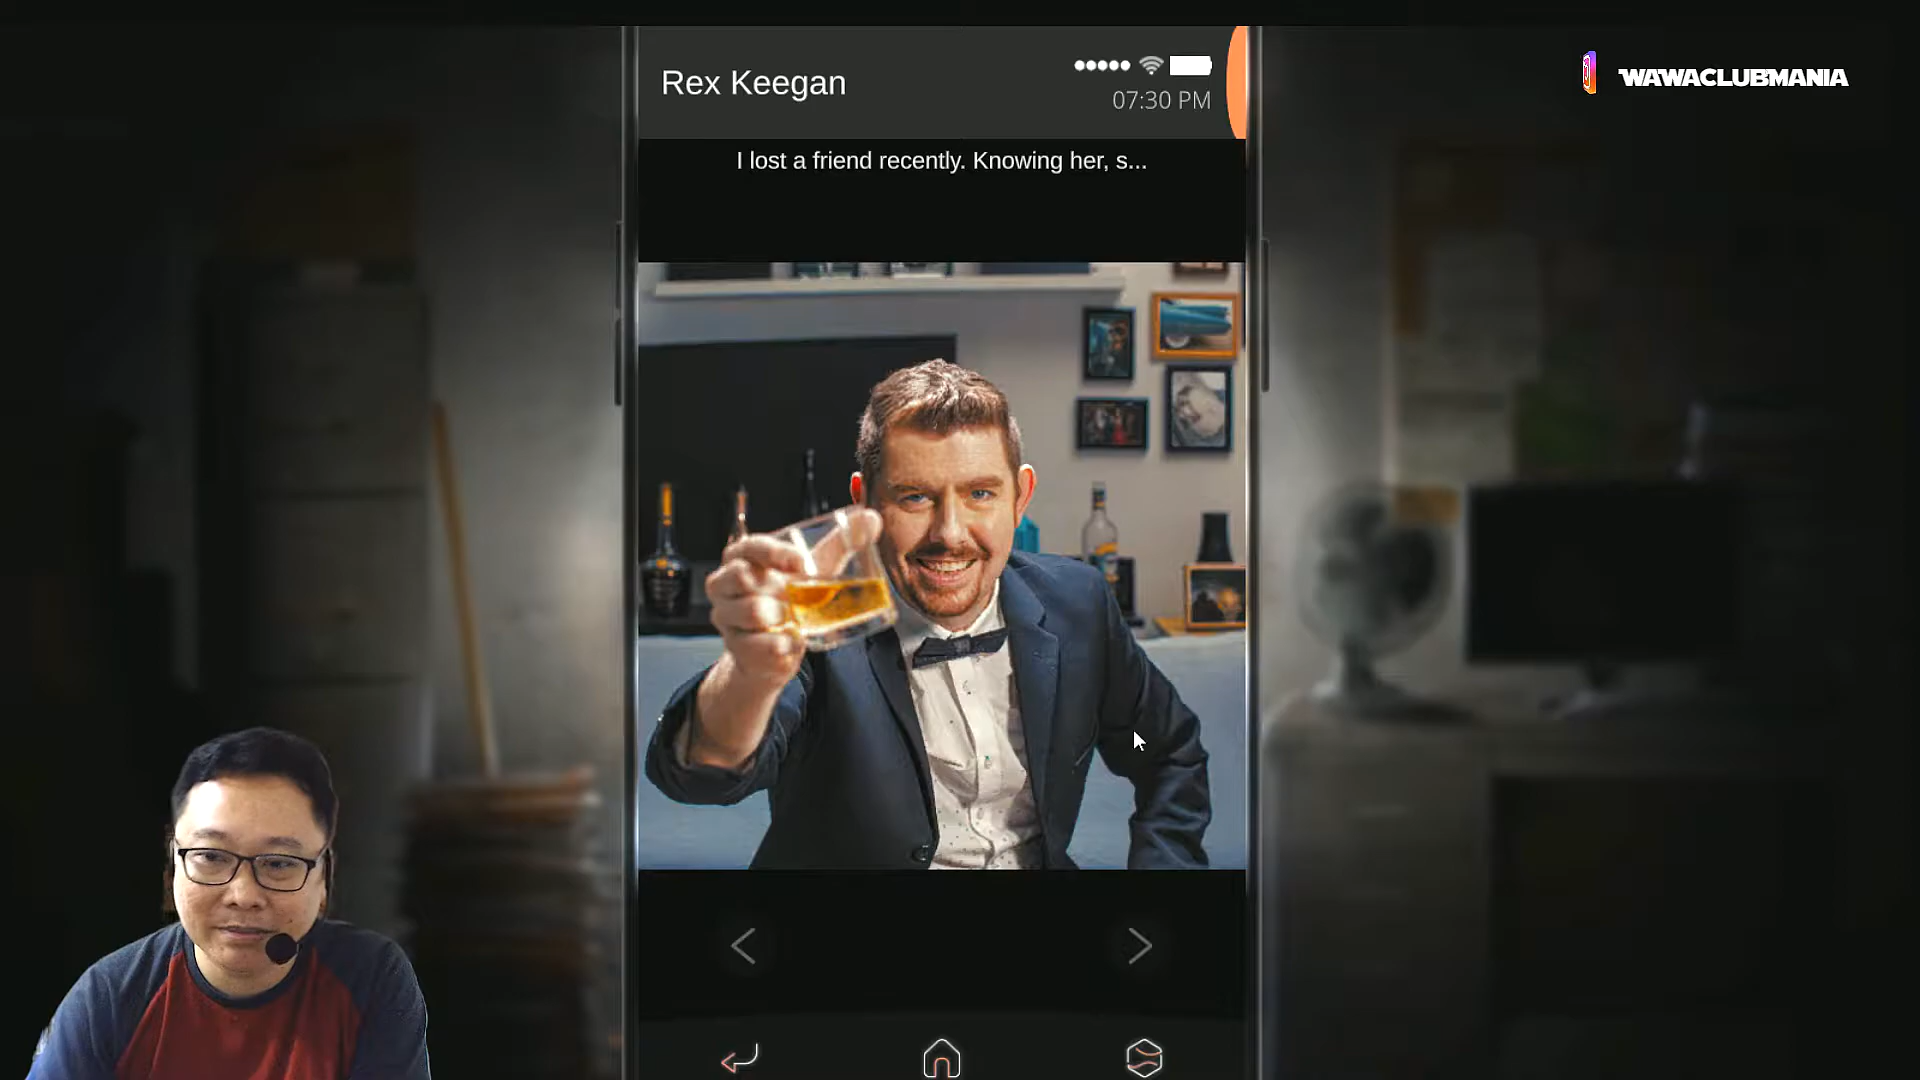 Rex Keegan
07:30 PM
WAWACLUBMANIA
I lost a friend recently. Knowing her, s...